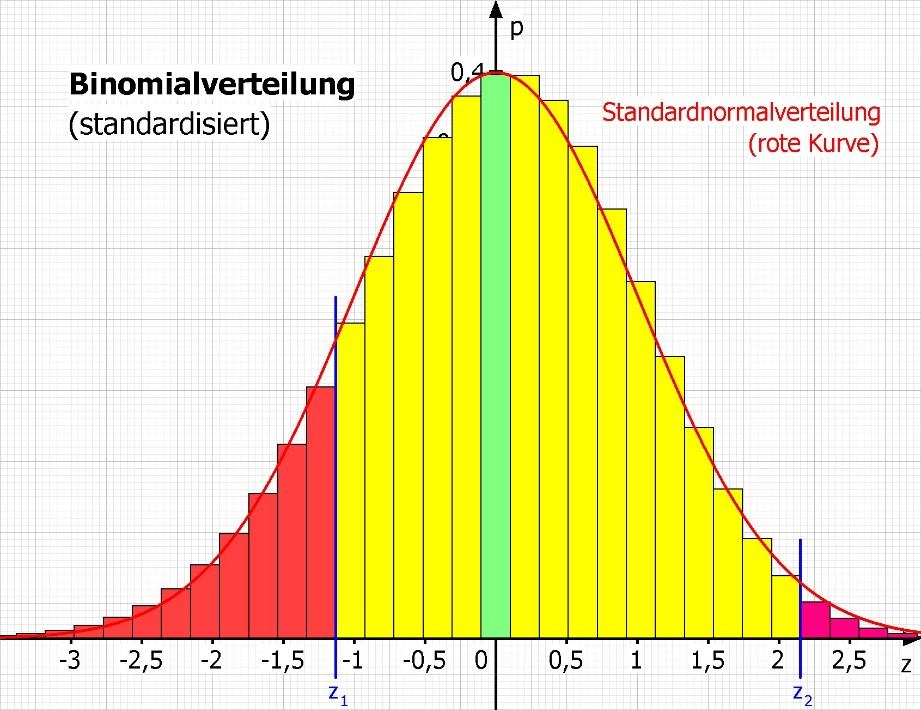 p
0,4
Binomialverteilung
(standardisiert)
Standardnormalverteilung
(rote Kurve)
-3 -2,5 -2 -1,5 -1 -0,5 0 0,5 1 1,5 2 2,5 z
z₁ z₂